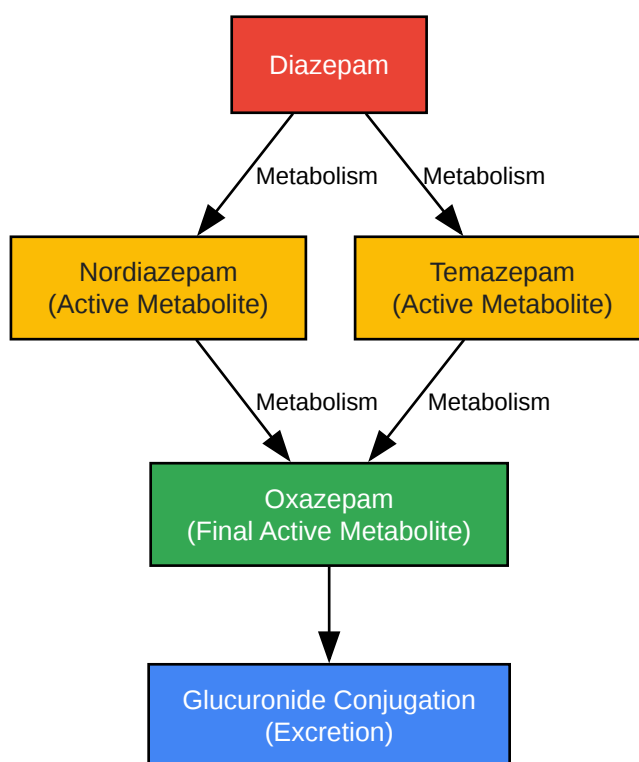 Diazepam
Metabolism
Metabolism
Nordiazepam
(Active Metabolite)
Temazepam
(Active Metabolite)
Metabolism
Metabolism
Oxazepam
(Final Active Metabolite)
Glucuronide Conjugation
(Excretion)